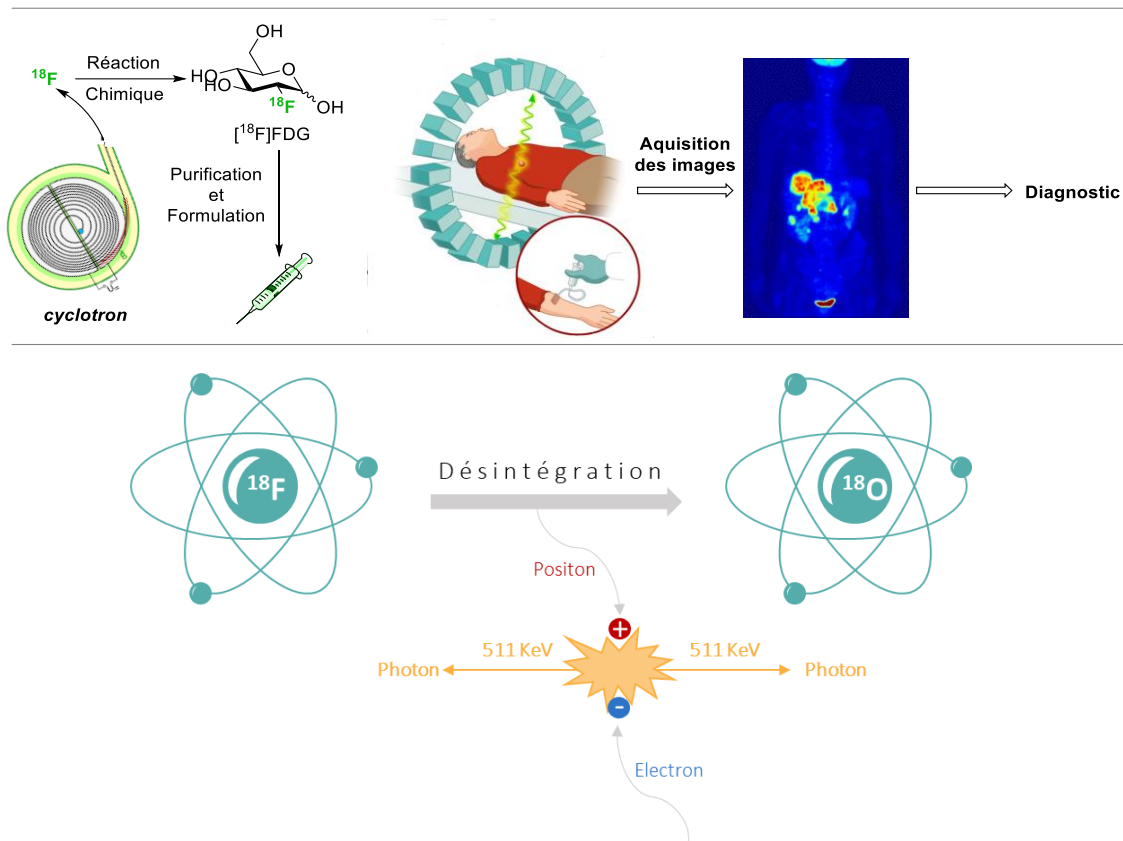 ¹⁸F
Réaction
Chimique
OH
HO
HO
O
¹⁸F
OH
[¹⁸F]FDG
Purification
et
Formulation
cyclotron
Aquisition
des images
Diagnostic
¹⁸F
Désintégration
¹⁸O
Positon
+
511 KeV
511 KeV
Photon
Photon
-
Electron